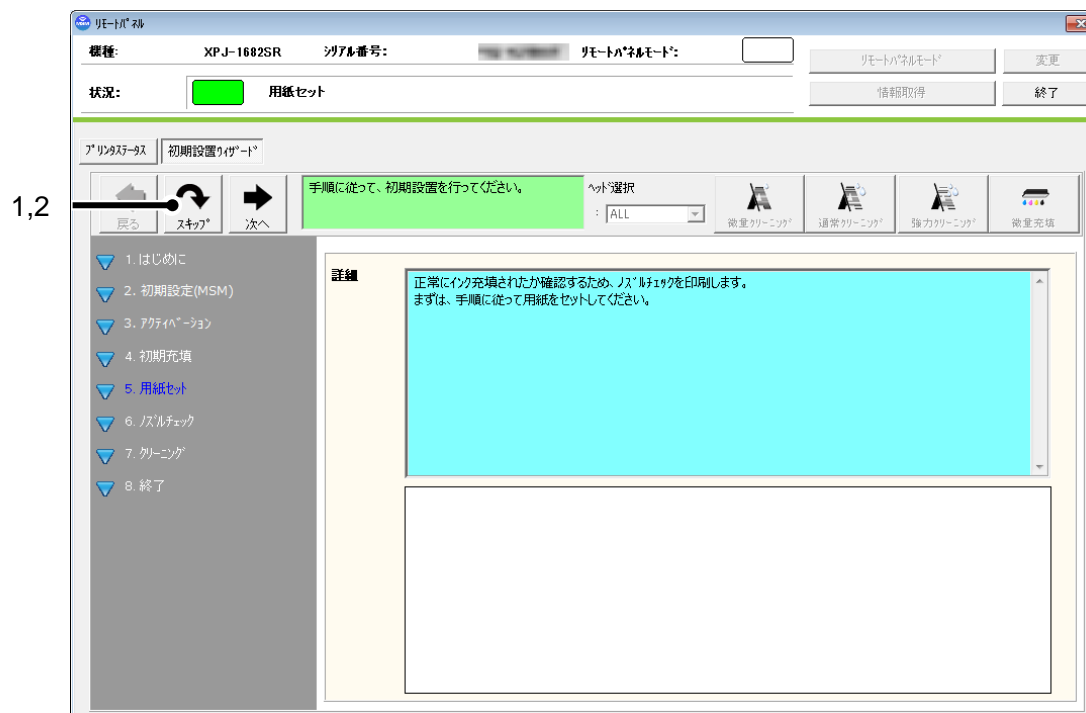 MSM リモートパネル
機種: XPJ-1682SR シリアル番号: リモートパネルモード:
リモートパネルモード 変更
状況: 用紙セット
情報取得 終了
プリンタステータス 初期設置ウィザード
1,2
戻る スキップ 次へ
手順に従って、初期設置を行ってください。
ヘッド選択
: ALL
微量クリーニング 通常クリーニング 強力クリーニング 微量充填
1. はじめに
2. 初期設定(MSM)
3. アクティベーション
4. 初期充填
5. 用紙セット
6. ノズルチェック
7. クリーニング
8. 終了
詳細
正常にインク充填されたか確認するため、ノズルチェックを印刷します。
まずは、手順に従って用紙をセットしてください。